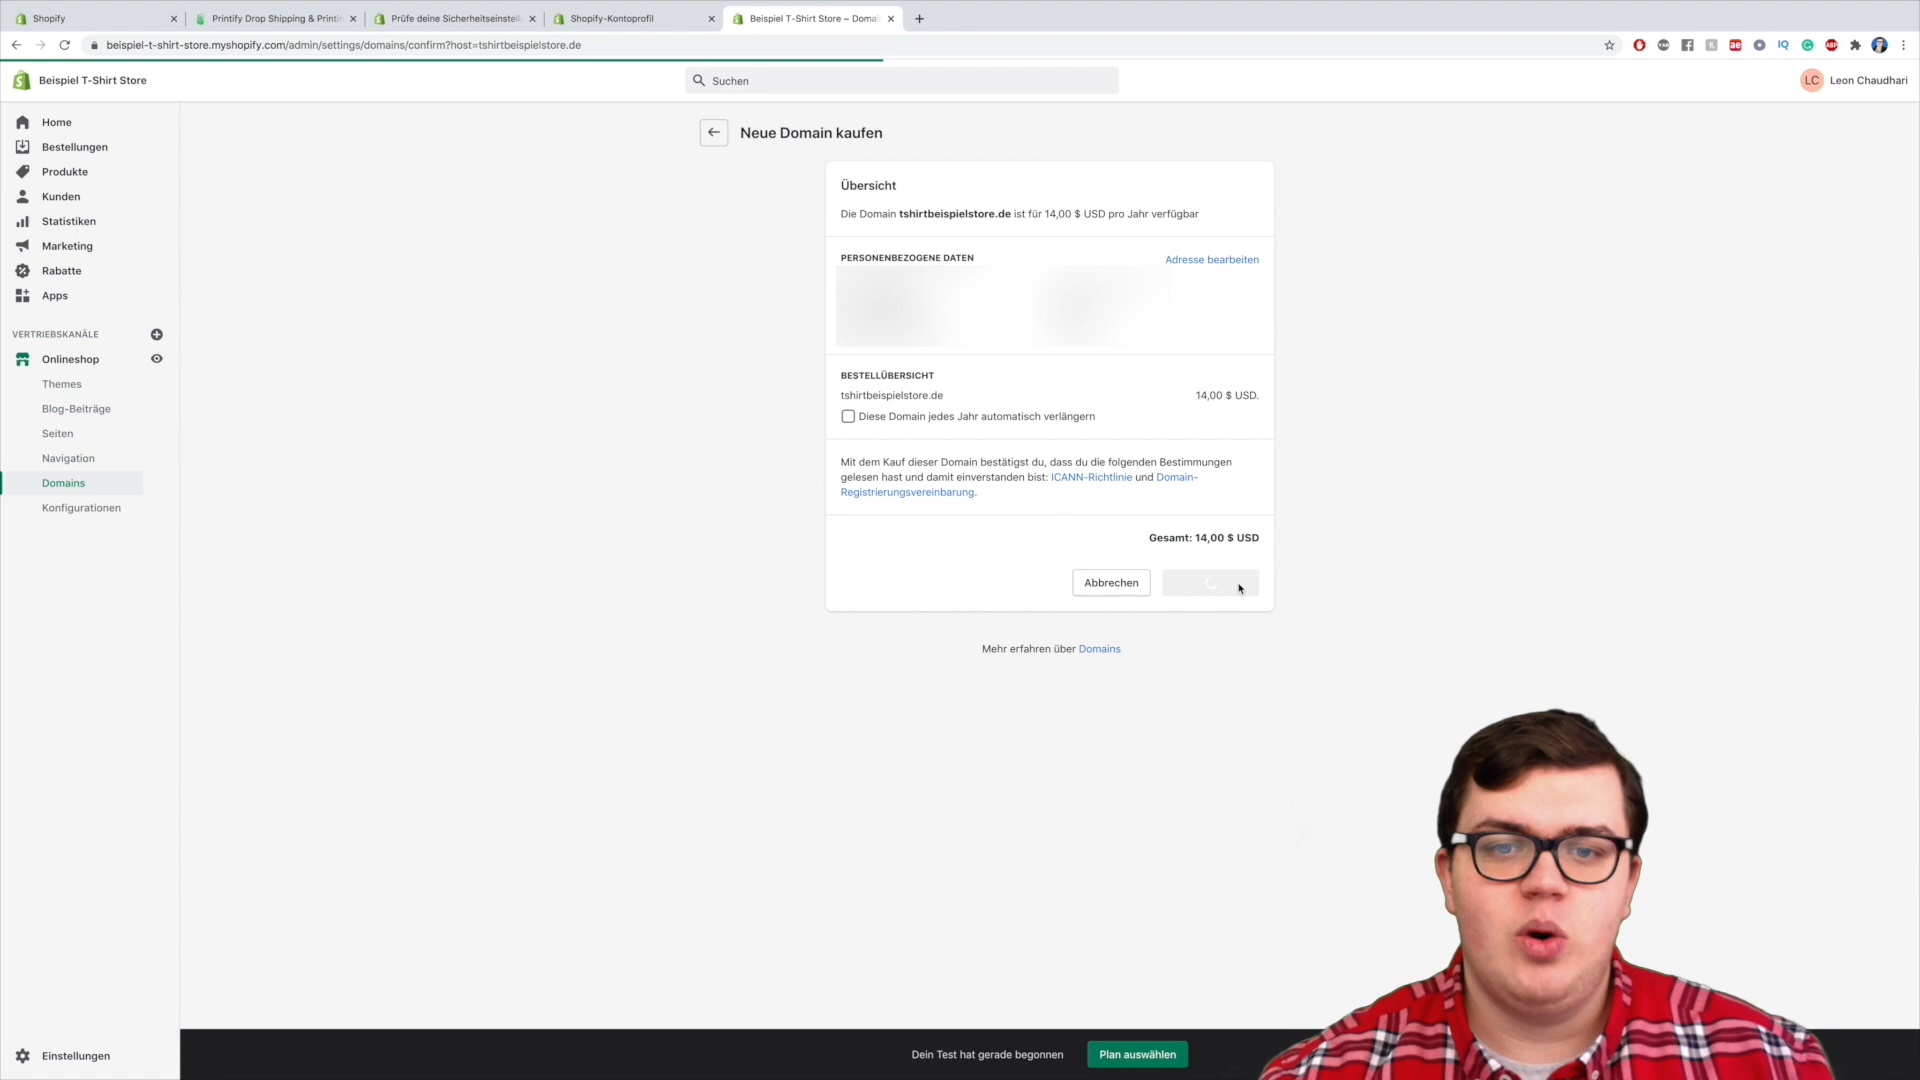 Shopify
Printify Drop Shipping & Printin
Prüfe deine Sicherheitseinstell
Shopify-Kontoprofil
Beispiel T-Shirt Store ~ Domai
beispiel-t-shirt-store.myshopify.com/admin/settings/domains/confirm?host=tshirtbeispielstore.de
Beispiel T-Shirt Store
Suchen
LC Leon Chaudhari
Home
Bestellungen
Produkte
Kunden
Statistiken
Marketing
Rabatte
Apps
VERTRIEBSKANÄLE
Onlineshop
Themes
Blog-Beiträge
Seiten
Navigation
Domains
Konfigurationen
Einstellungen
Neue Domain kaufen
Übersicht
Die Domain tshirtbeispielstore.de ist für 14,00 $ USD pro Jahr verfügbar
PERSONENBEZOGENE DATEN
Adresse bearbeiten
BESTELLÜBERSICHT
tshirtbeispielstore.de 14,00 $ USD.
Diese Domain jedes Jahr automatisch verlängern
Mit dem Kauf dieser Domain bestätigst du, dass du die folgenden Bestimmungen
gelesen hast und damit einverstanden bist: ICANN-Richtlinie und Domain-
Registrierungsvereinbarung.
Gesamt: 14,00 $ USD
Abbrechen
Mehr erfahren über Domains
Dein Test hat gerade begonnen
Plan auswählen